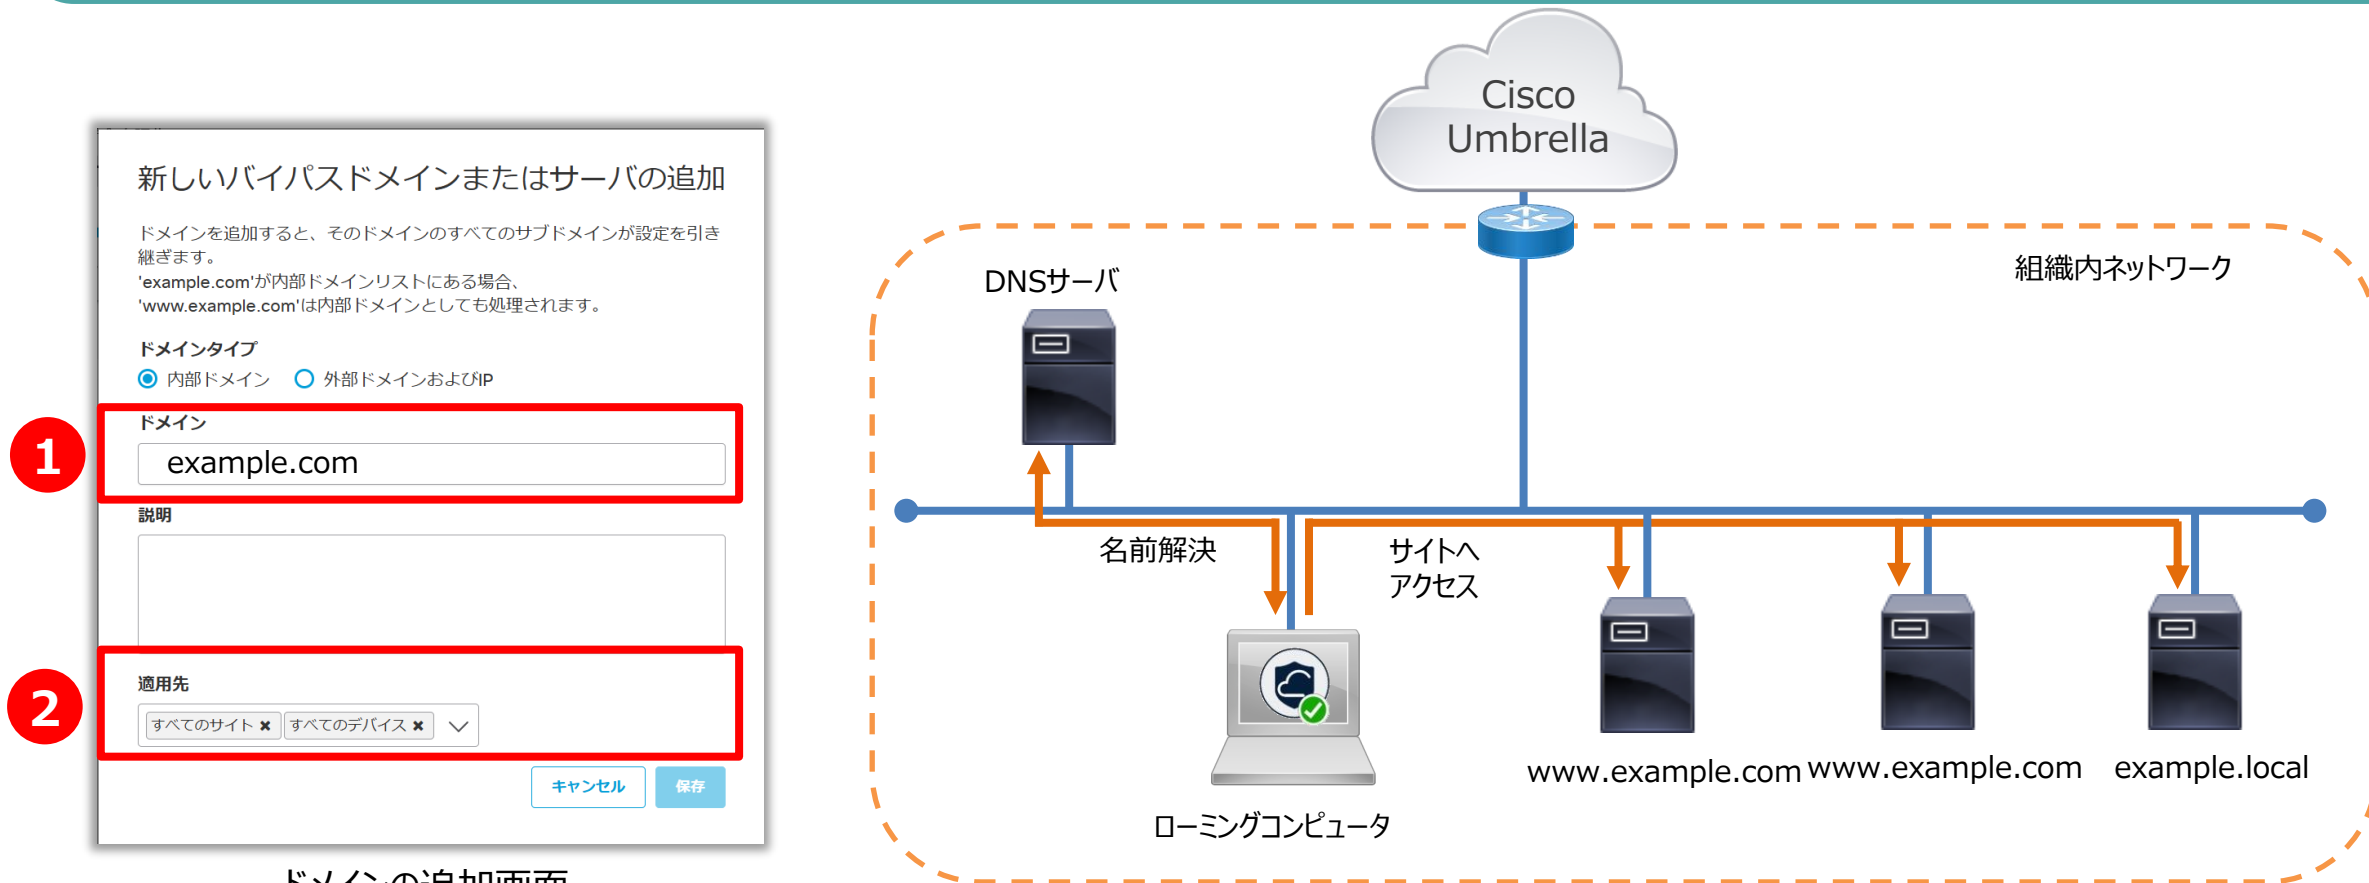 新しいバイパスドメインまたはサーバの追加
ドメインを追加すると、そのドメインのすべてのサブドメインが設定を引き
継ぎます。
'example.com'が内部ドメインリストにある場合、
'www.example.com'は内部ドメインとしても処理されます。
ドメインタイプ
内部ドメイン 外部ドメインおよびIP
1
ドメイン
example.com
説明
2
適用先
すべてのサイト ✖ すべてのデバイス ✖
キャンセル 保存
ドメインの追加画面
Cisco
Umbrella
組織内ネットワーク
DNSサーバ
名前解決
サイトへ
アクセス
ローミングコンピュータ
www.example.com
www.example.com
example.local